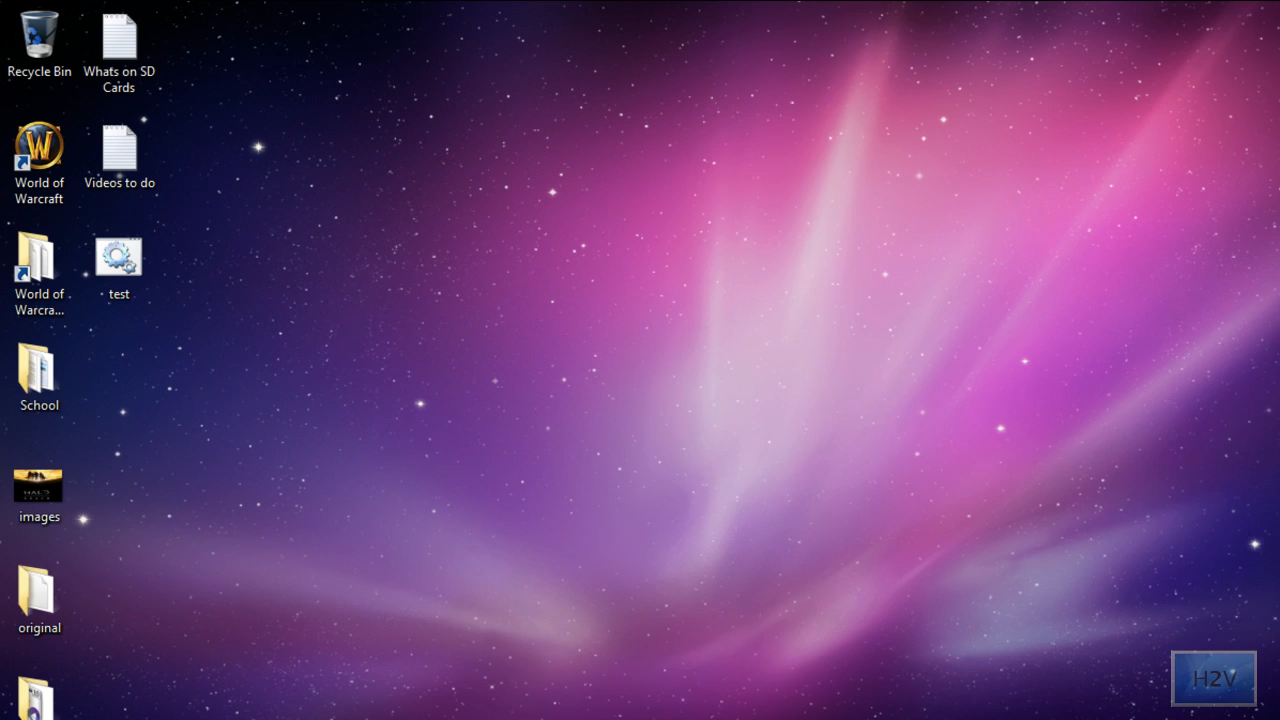 Recycle Bin
Whats on SD
Cards
World of
Warcraft
Videos to do
World of
Warcra...
test
School
HALO
images
original
H2V